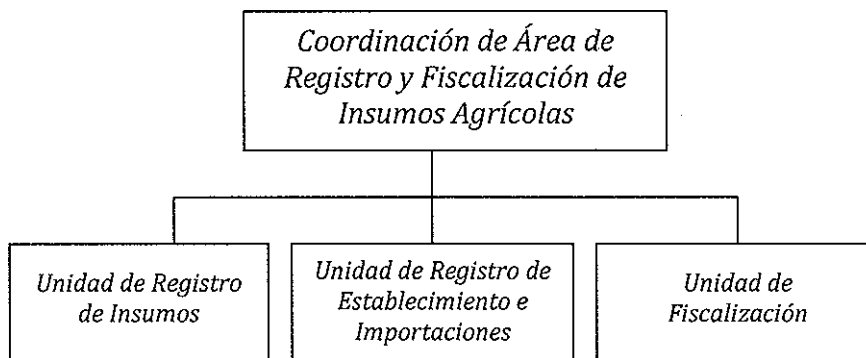 Coordinación de Área de
Registro y Fiscalización de
Insumos Agrícolas
Unidad de Registro
de Insumos
Unidad de Registro de
Establecimiento e
Importaciones
Unidad de
Fiscalización